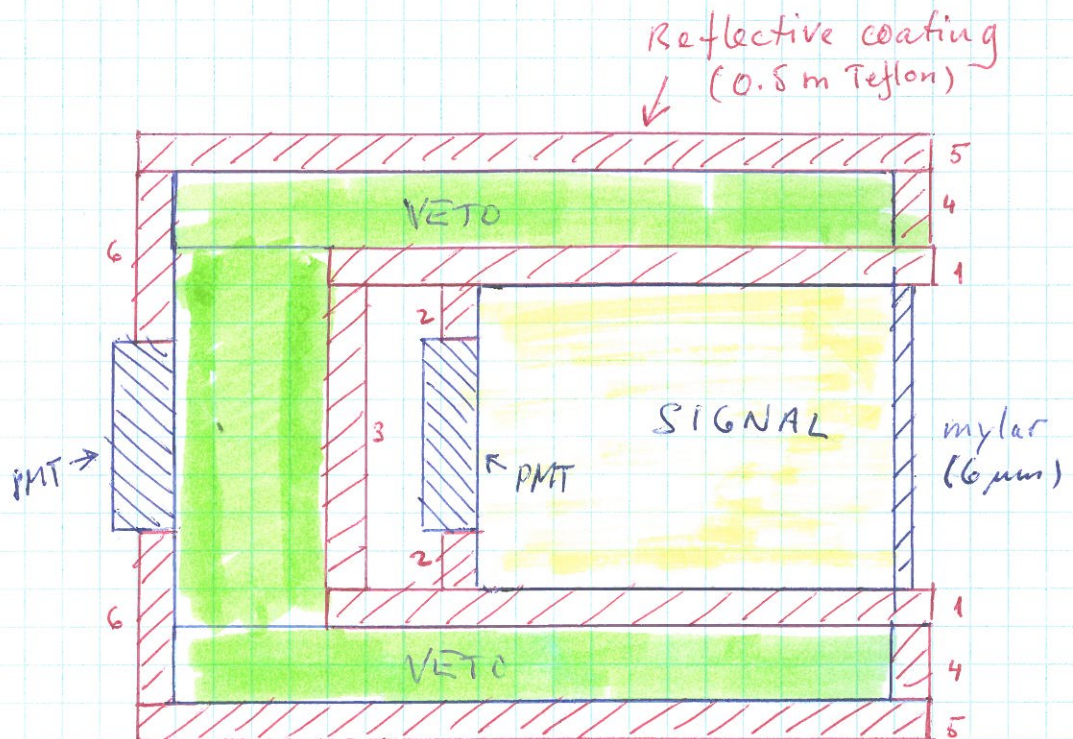 Reflective coating
(0.5 m Teflon)
5
VETO
4
6
1
2
3
SIGNAL
mylar
(6 µm)
PMT
PMT
2
6
1
VETO
4
5